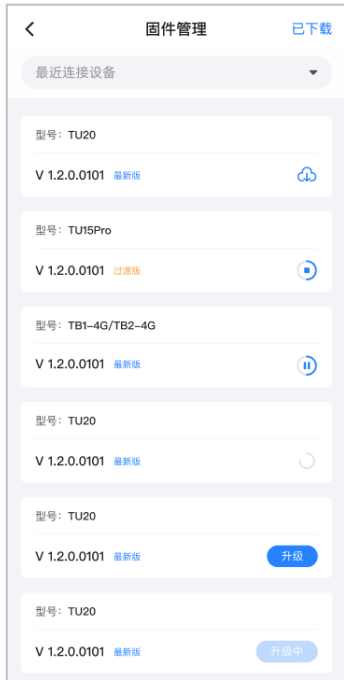 固件管理
已下载
最近连接设备
型号：TU20
V 1.2.0.0101 最新版
型号：TU15Pro
V 1.2.0.0101 过渡版
型号：TB1-4G/TB2-4G
V 1.2.0.0101 最新版
型号：TU20
V 1.2.0.0101 最新版
型号：TU20
V 1.2.0.0101 最新版
升级
型号：TU20
V 1.2.0.0101 最新版
升级中